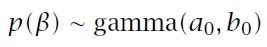 p(β) ∼ gamma(a₀, b₀)